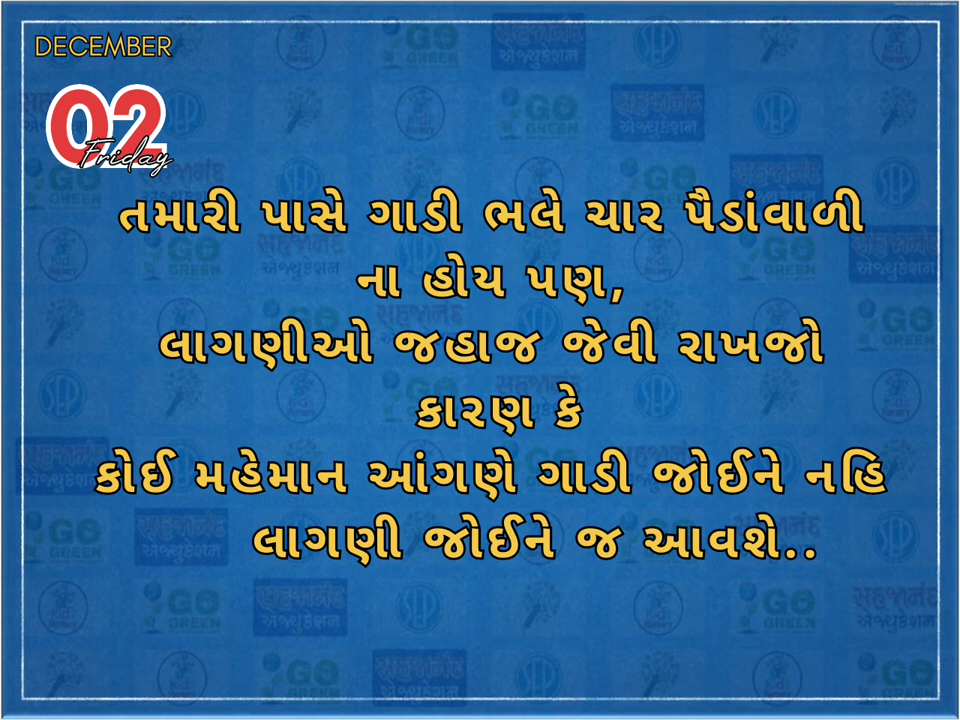 DECEMBER
02
Friday
તમારી પાસે ગાડી ભલે ચાર પૈડાંવાળી
ના હોય પણ,
લાગણીઓ જહાજ જેવી રાખજો
કારણ કે
કોઈ મહેમાન આંગણે ગાડી જોઈને નહિ
લાગણી જોઈને જ આવશે..